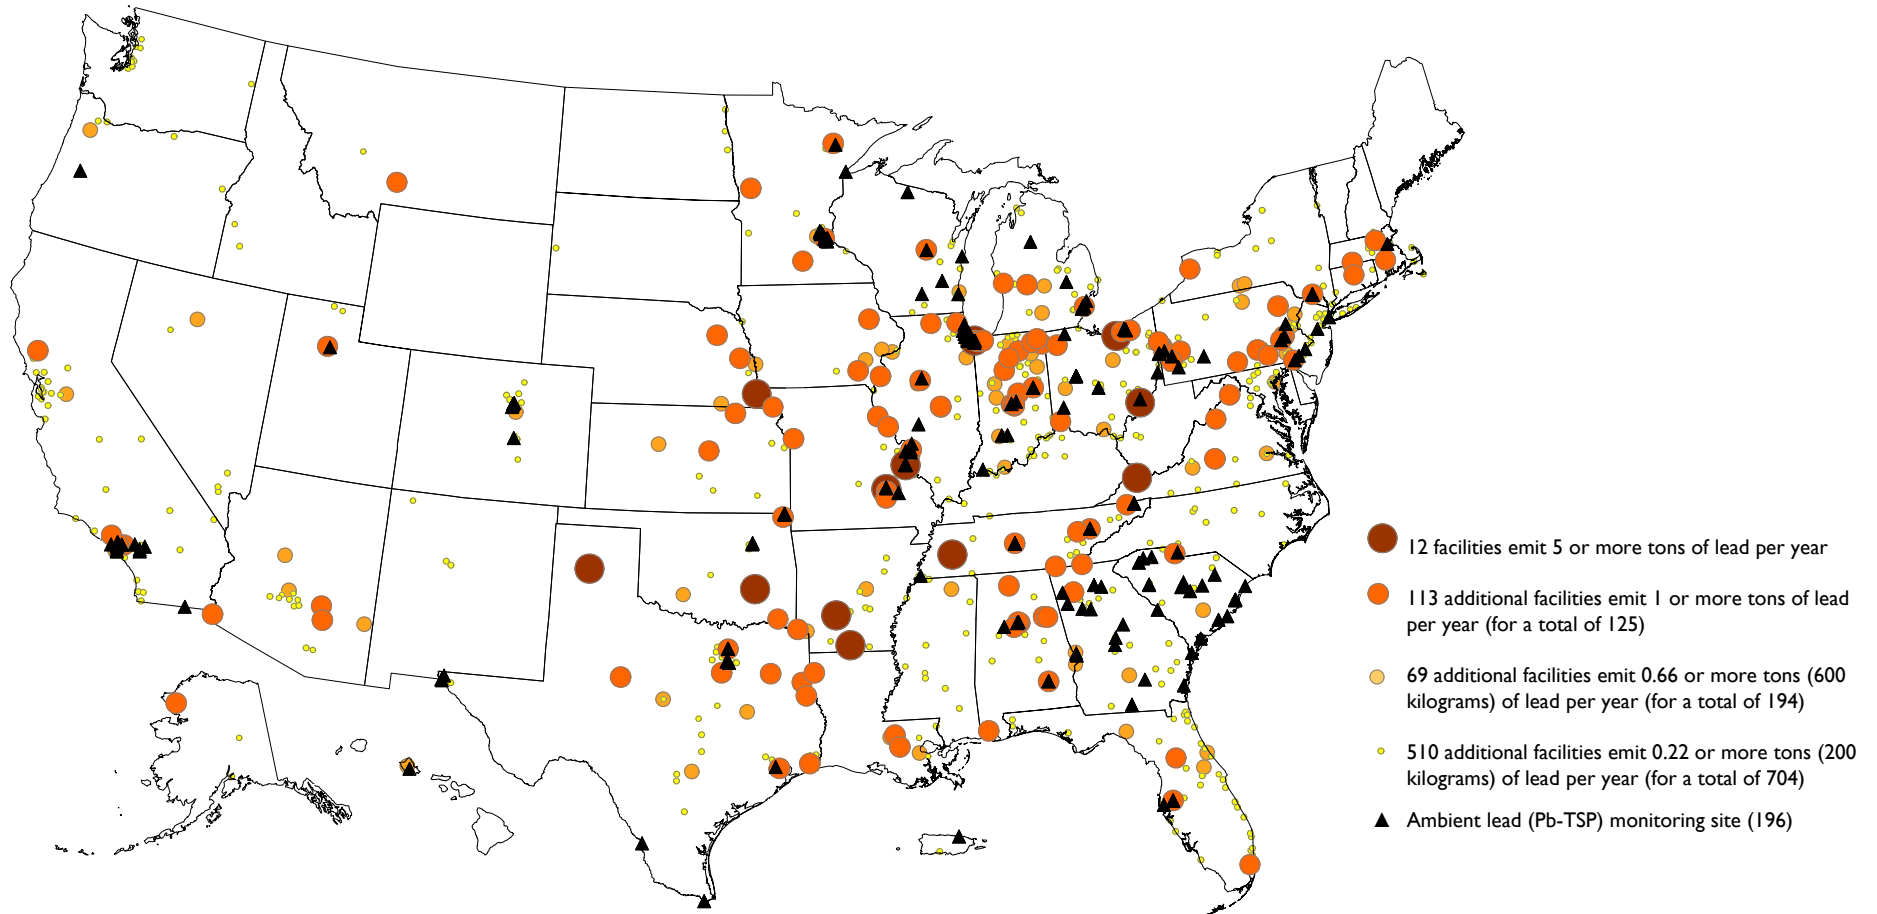 12 facilities emit 5 or more tons of lead per year
113 additional facilities emit 1 or more tons of lead
per year (for a total of 125)
69 additional facilities emit 0.66 or more tons (600
kilograms) of lead per year (for a total of 194)
510 additional facilities emit 0.22 or more tons (200
kilograms) of lead per year (for a total of 704)
Ambient lead (Pb-TSP) monitoring site (196)